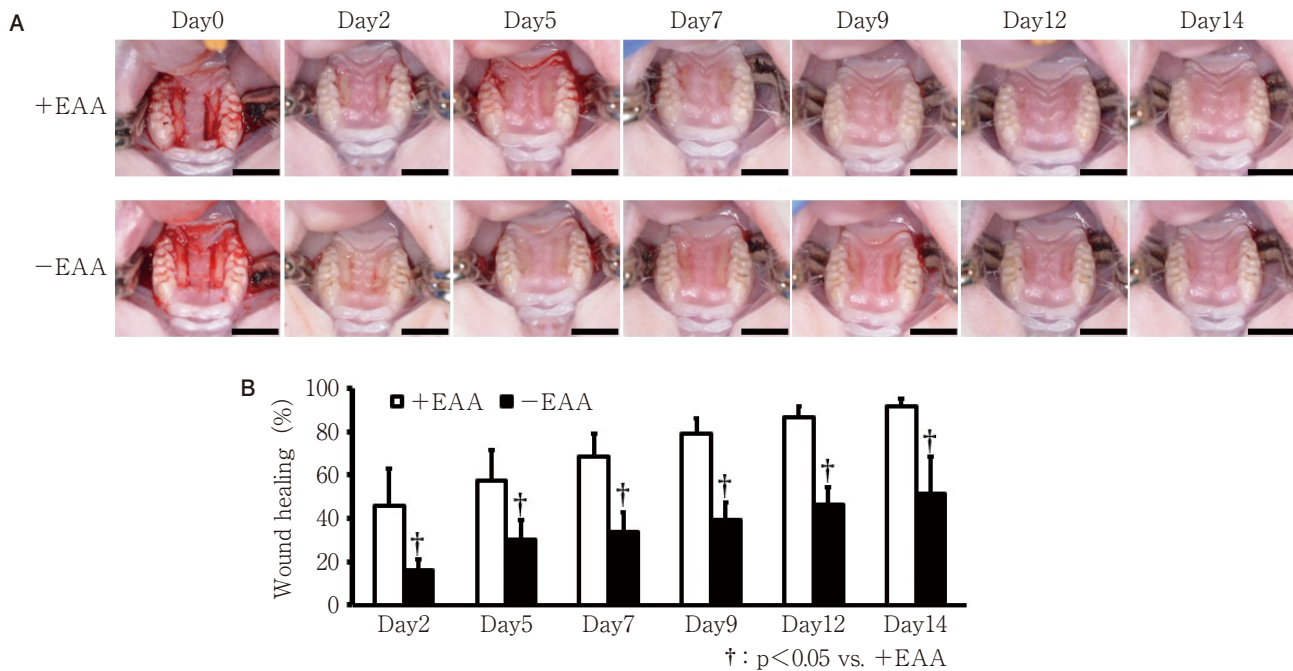 A
Day0 Day2 Day5 Day7 Day9 Day12 Day14
+EAA
−EAA
B
Wound healing (%)
100
80
60
40
20
0
+EAA −EAA
† † † † † †
Day2 Day5 Day7 Day9 Day12 Day14
†: p<0.05 vs. +EAA